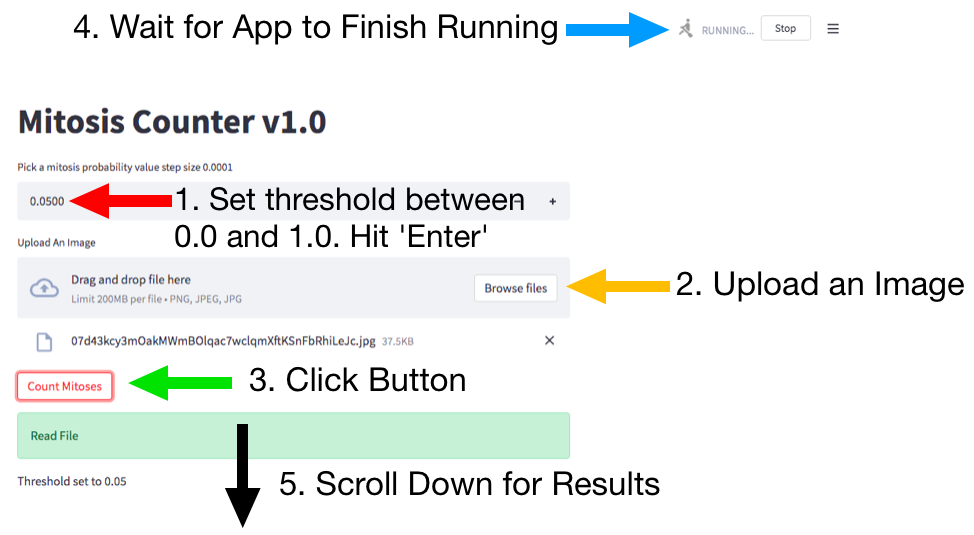 4. Wait for App to Finish Running
RUNNING...
Stop
Mitosis Counter v1.0
Pick a mitosis probability value step size 0.0001
0.0500
1. Set threshold between
0.0 and 1.0. Hit 'Enter'
Upload An Image
Drag and drop file here
Limit 200MB per file • PNG, JPEG, JPG
Browse files
2. Upload an Image
07d43kcy3mOakMWmBOlqac7wclqmXftKSnFbRhiLeJc.jpg 37.5KB
Count Mitoses
3. Click Button
Read File
Threshold set to 0.05
5. Scroll Down for Results